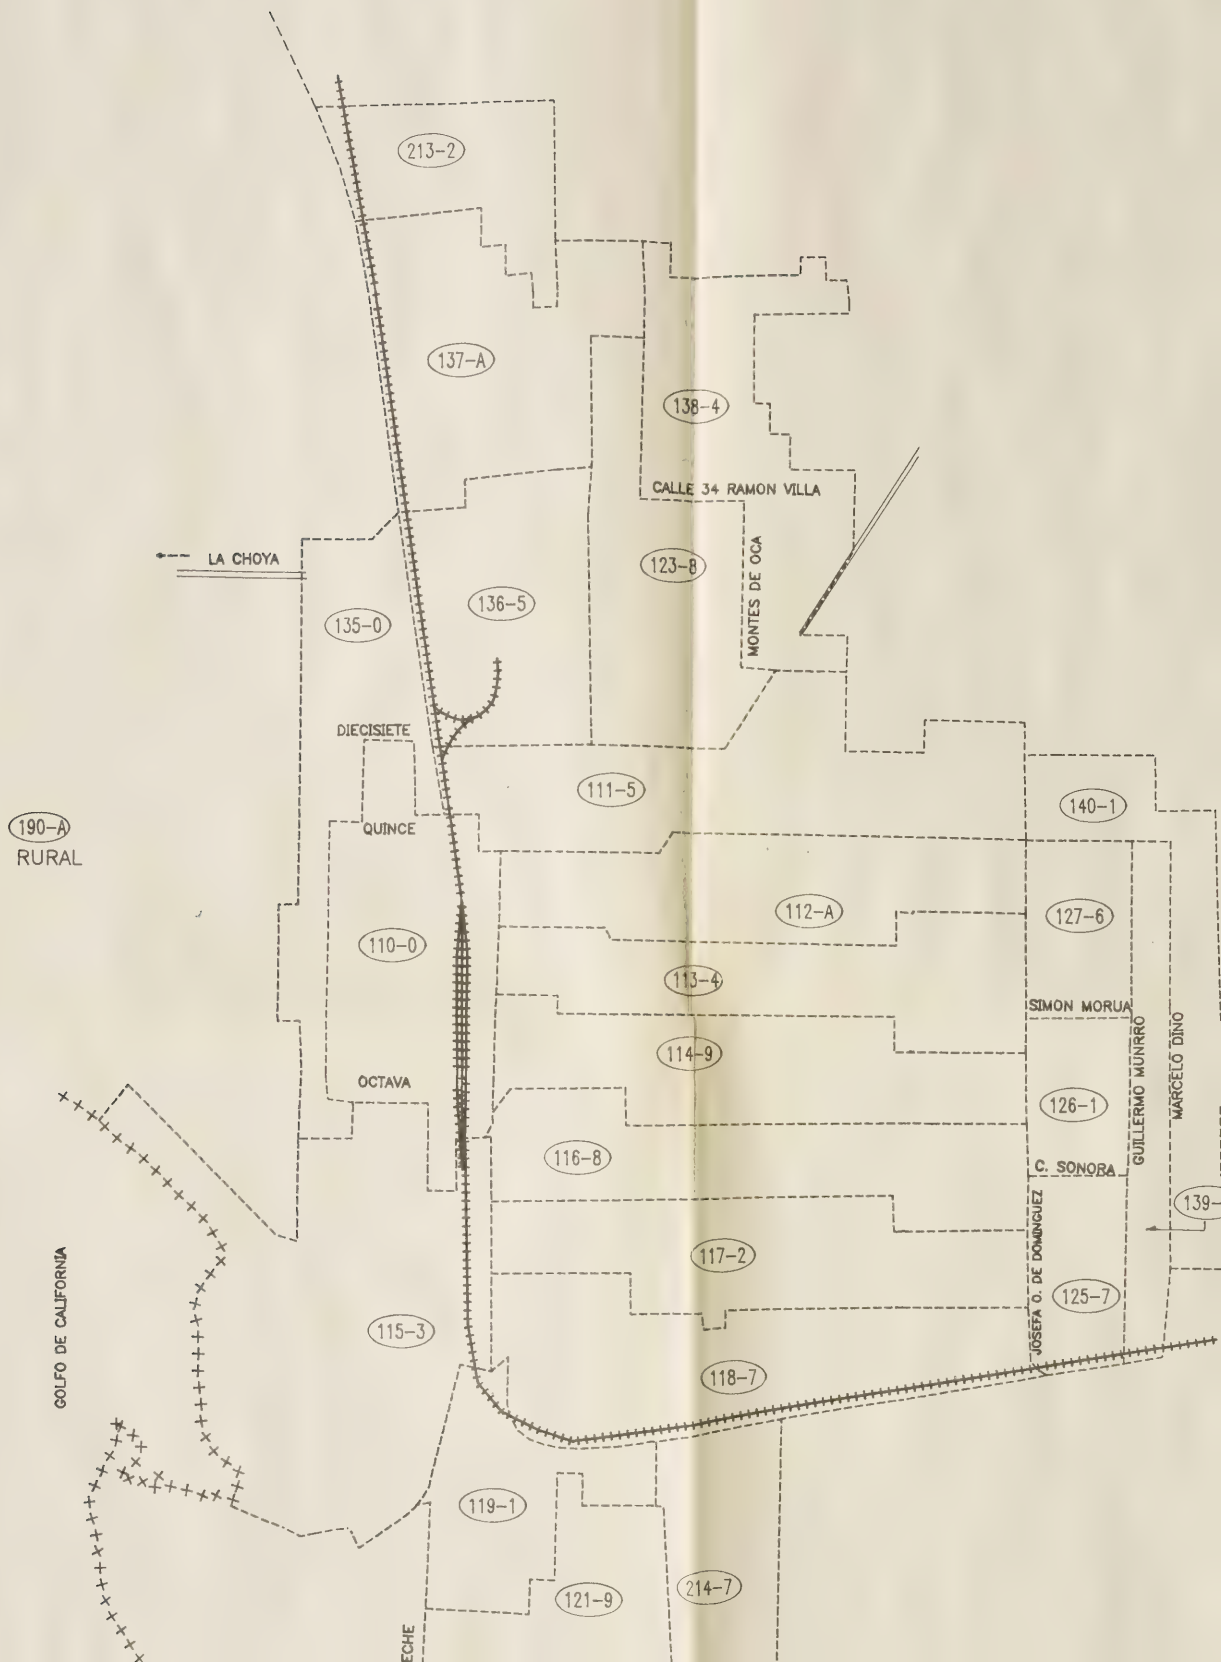 213-2
137-A
138-4
CALLE 34 RAMON VILLA
LA CHOYA
123-8
MONTES DE OCA
136-5
135-0
DIECISIETE
111-5
140-1
190-A
RURAL
QUINCE
112-A
127-6
110-0
113-4
SIMON MORUA
GUILLERMO MUNRRO
MARCELO DINO
114-9
OCTAVA
126-1
116-8
C. SONORA
139-
JOSEFA O. DE DOMINGUEZ
117-2
GOLFO DE CALIFORNIA
125-7
115-3
118-7
119-1
121-9
214-7
ECHE